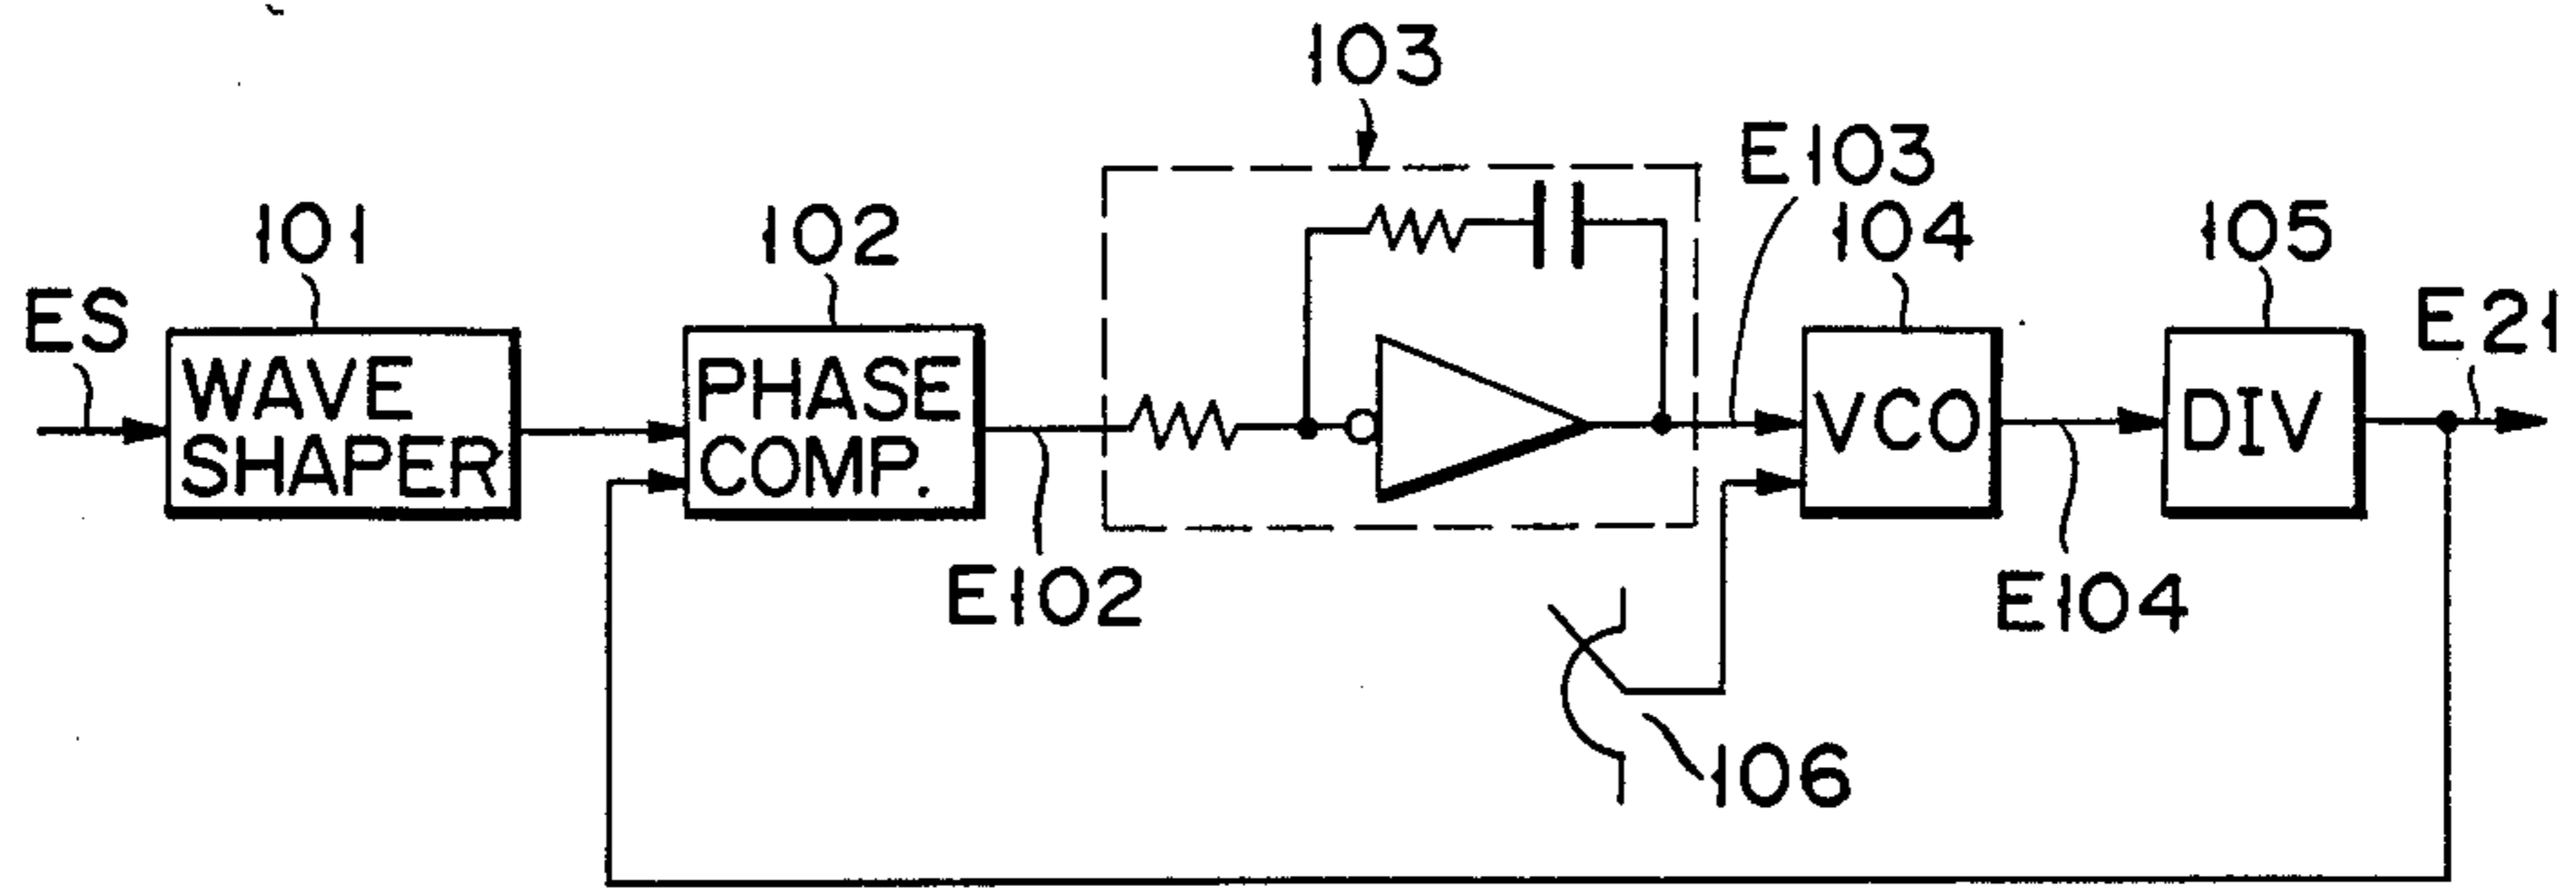 103
E103
101
102
104
105
ES
E21
WAVE
SHAPER
PHASE
COMP.
VCO
DIV
E102
E104
106